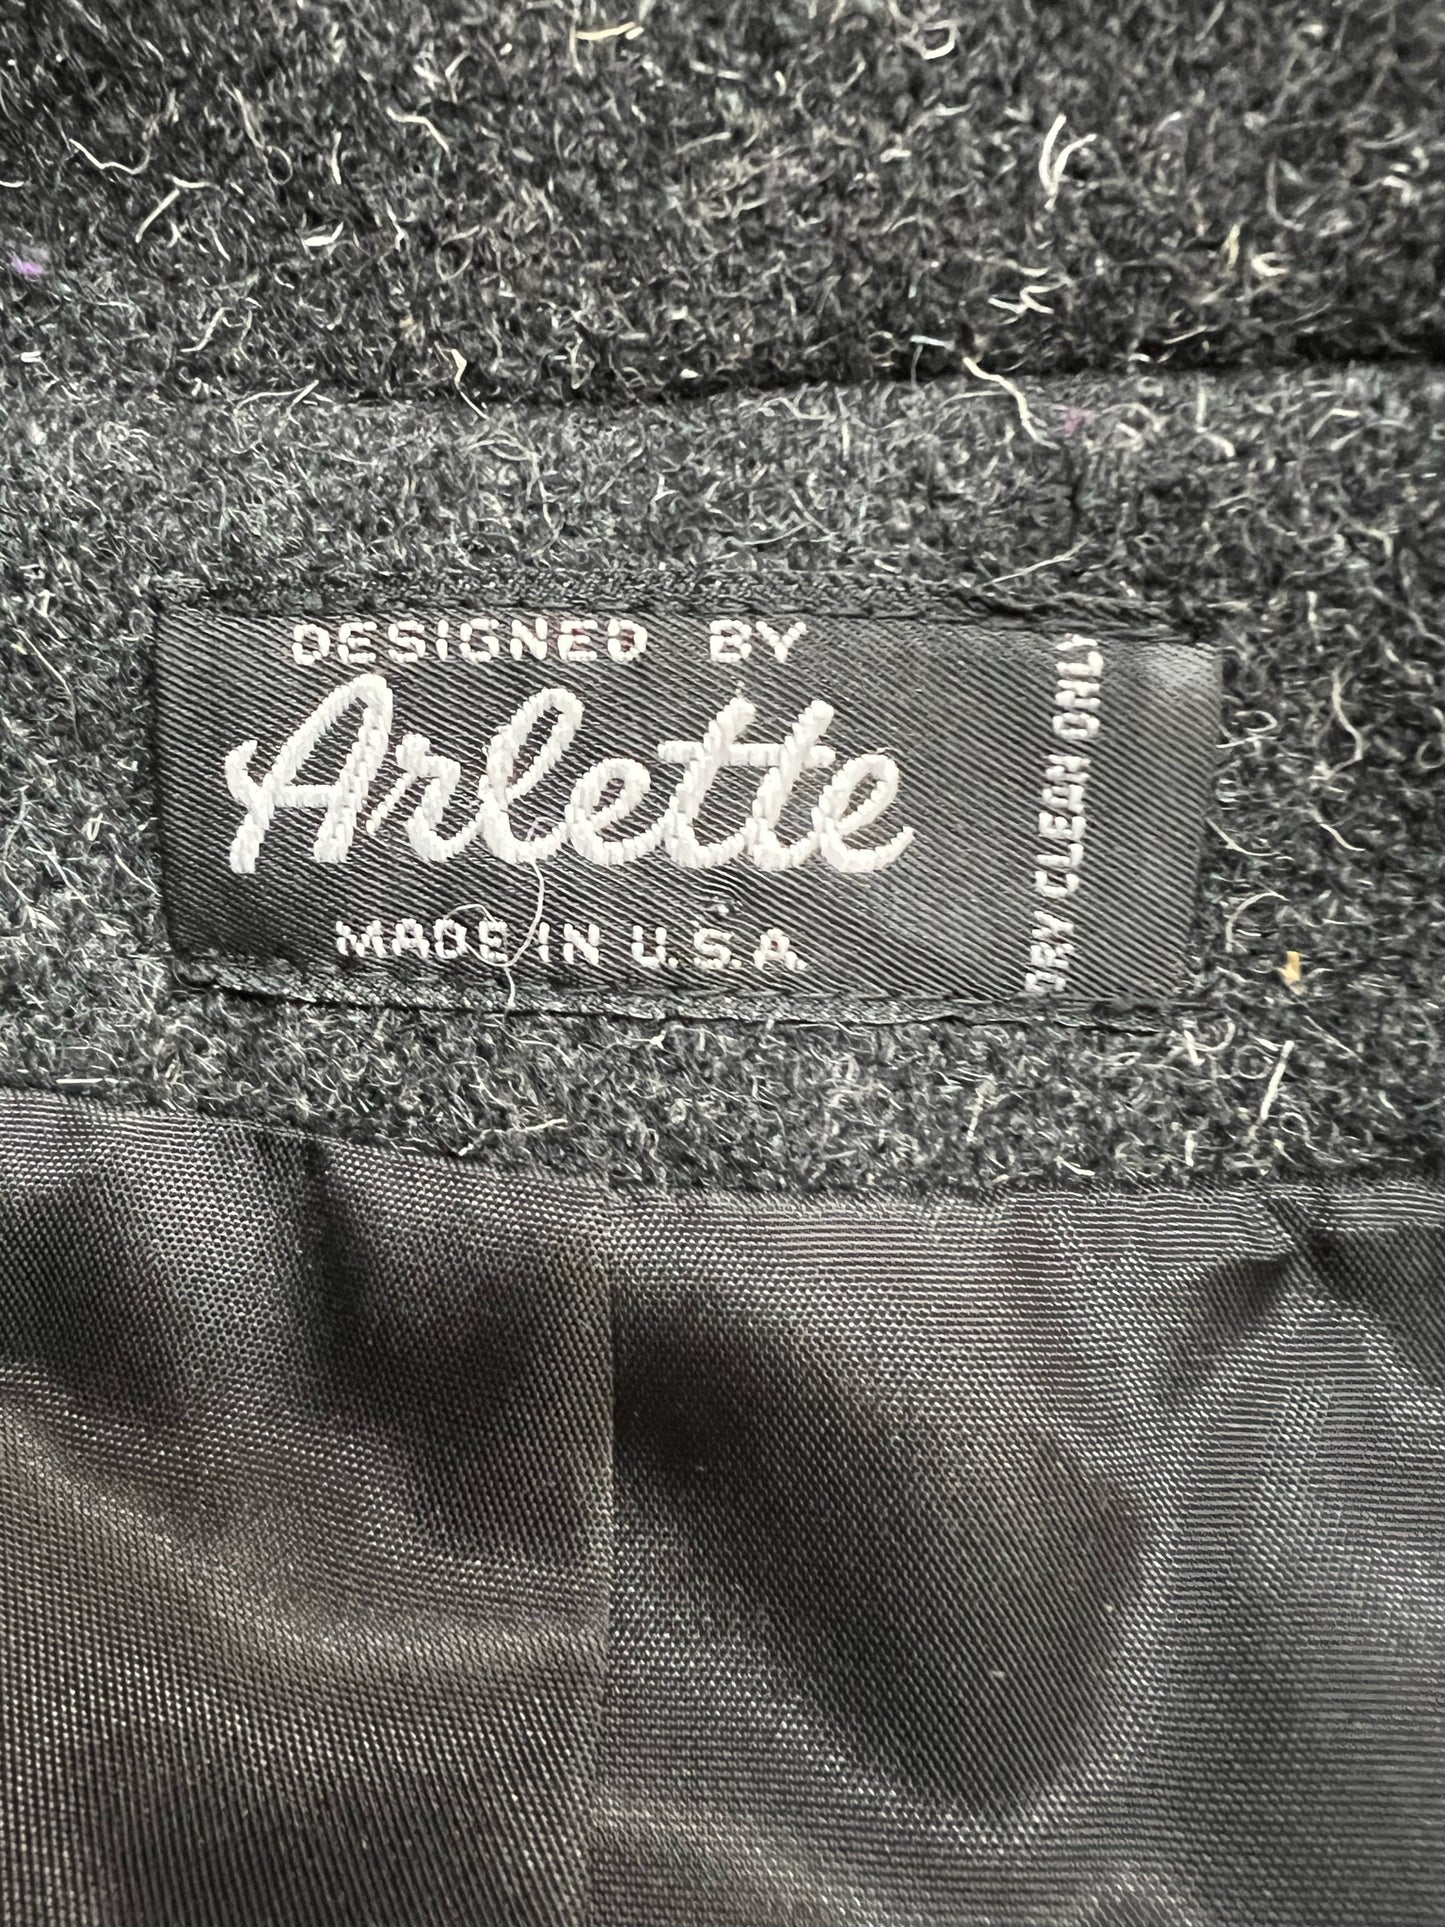 DESIGNED BY
Arlette
MADE IN U.S.A.
DRY CLEAN ONLY